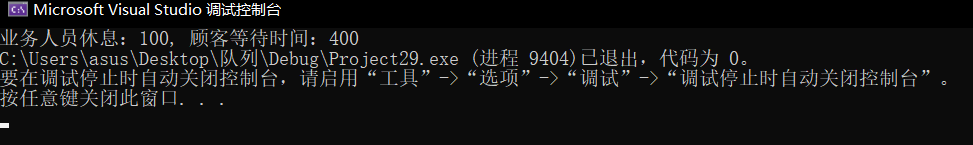 Microsoft Visual Studio 调试控制台
业务人员休息：100, 顾客等待时间：400
C:\Users\asus\Desktop\队列\Debug\Project29.exe (进程 9404)已退出，代码为 0。
要在调试停止时自动关闭控制台，请启用“工具”->“选项”->“调试”->“调试停止时自动关闭控制台”。
按任意键关闭此窗口. . .